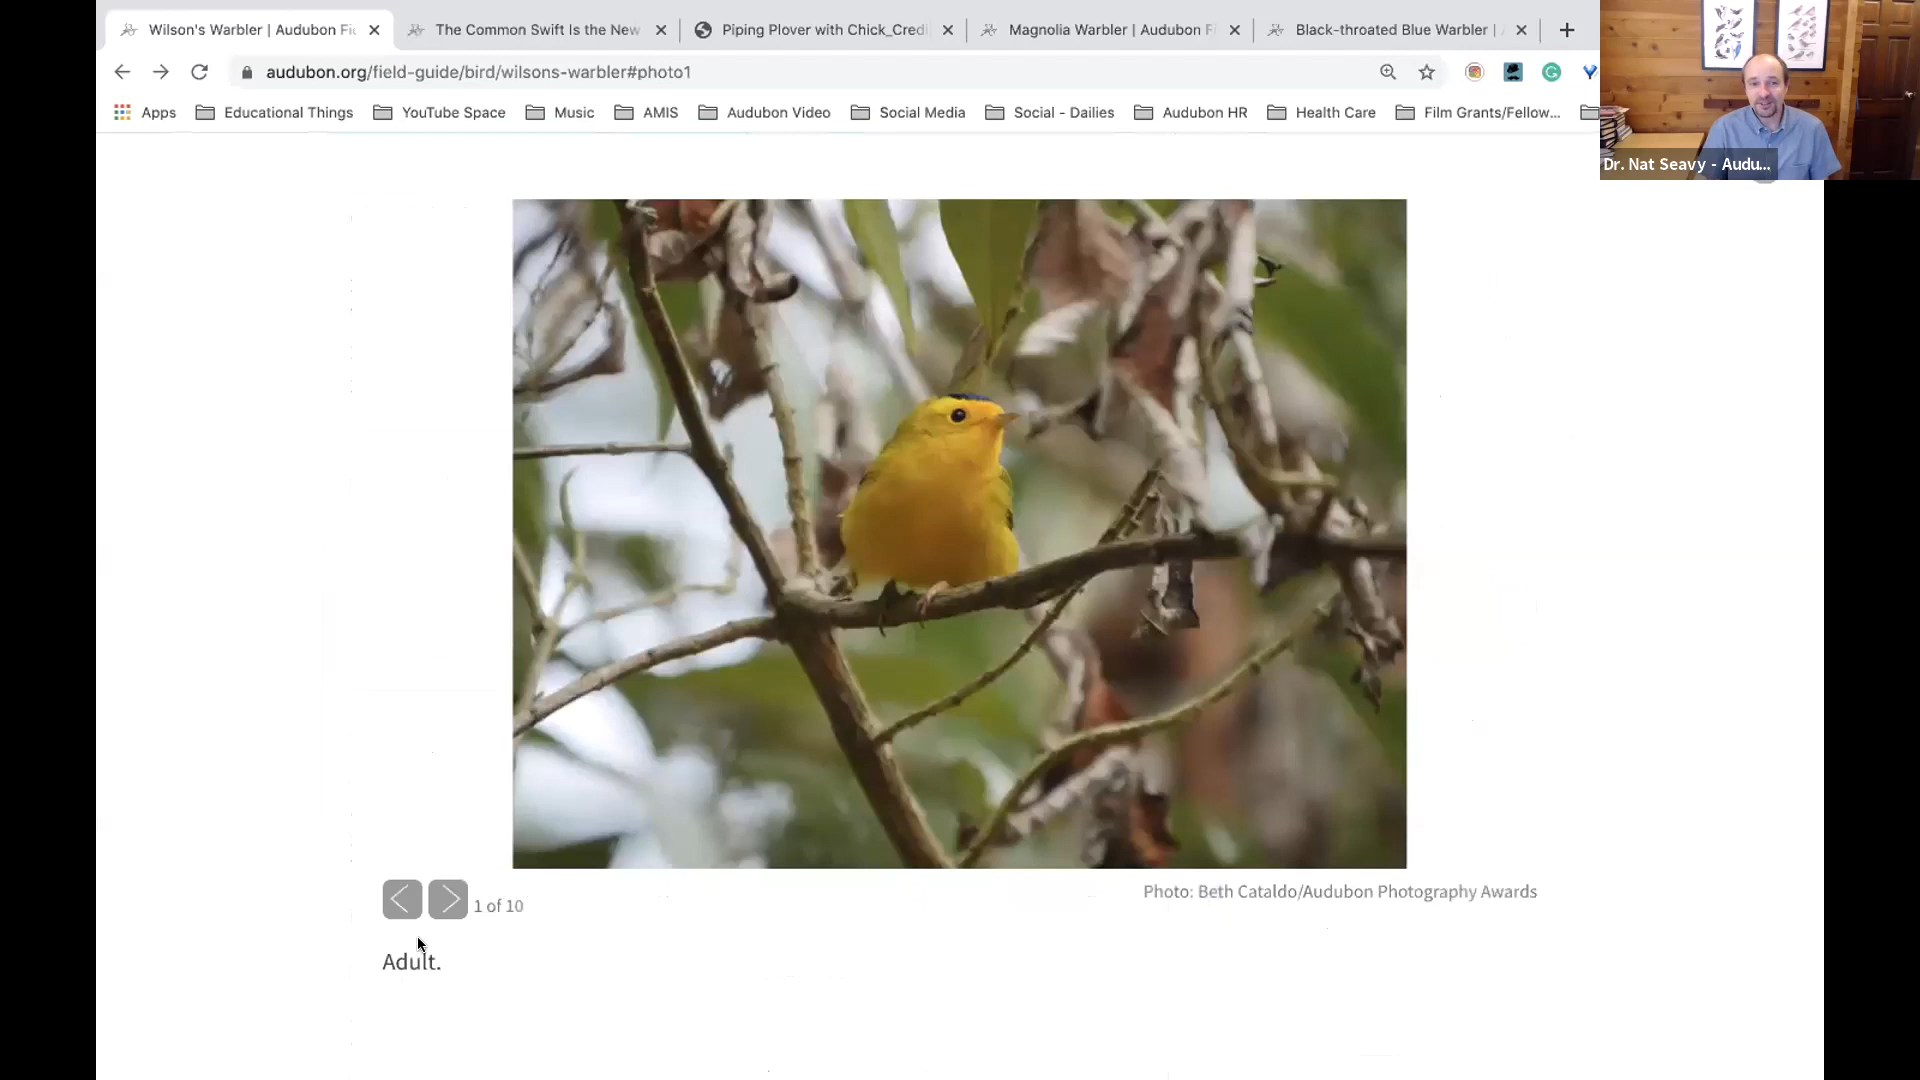 Wilson's Warbler | Audubon Fi
The Common Swift Is the New
Piping Plover with Chick_Credi
Magnolia Warbler | Audubon F
Black-throated Blue Warbler |
audubon.org/field-guide/bird/wilsons-warbler#photo1
Apps
Educational Things
YouTube Space
Music
AMIS
Audubon Video
Social Media
Social - Dailies
Audubon HR
Health Care
Film Grants/Fellow...
Dr. Nat Seavy - Audu...
1 of 10
Photo: Beth Cataldo/Audubon Photography Awards
Adult.